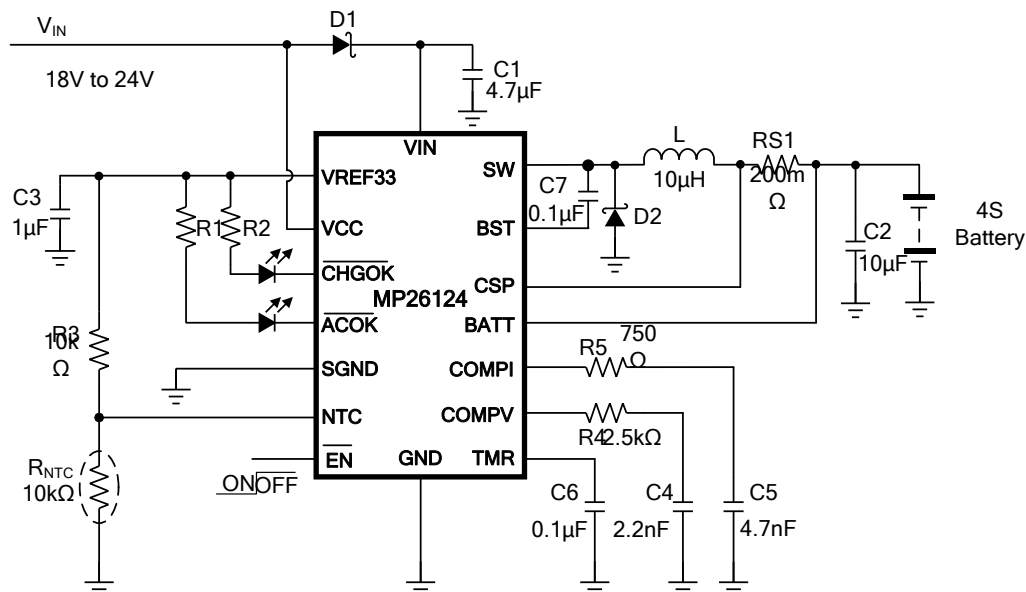 D1
VIN
18V to 24V
C1
4.7µF
VIN
L
RS1
SW
VREF33
10µH
200m
Ω
C7
0.1µF
C3
1µF
R1
R2
D2
4S
Battery
VCC
BST
C2
10µF
CHGOK
CSP
MP26124
ACOK
BATT
R3
10k
Ω
750
Ω
R5
SGND
COMPI
NTC
COMPV
R4
2.5kΩ
RNTC
10kΩ
EN
GND
TMR
ON
OFF
C6
0.1µF
C4
2.2nF
C5
4.7nF